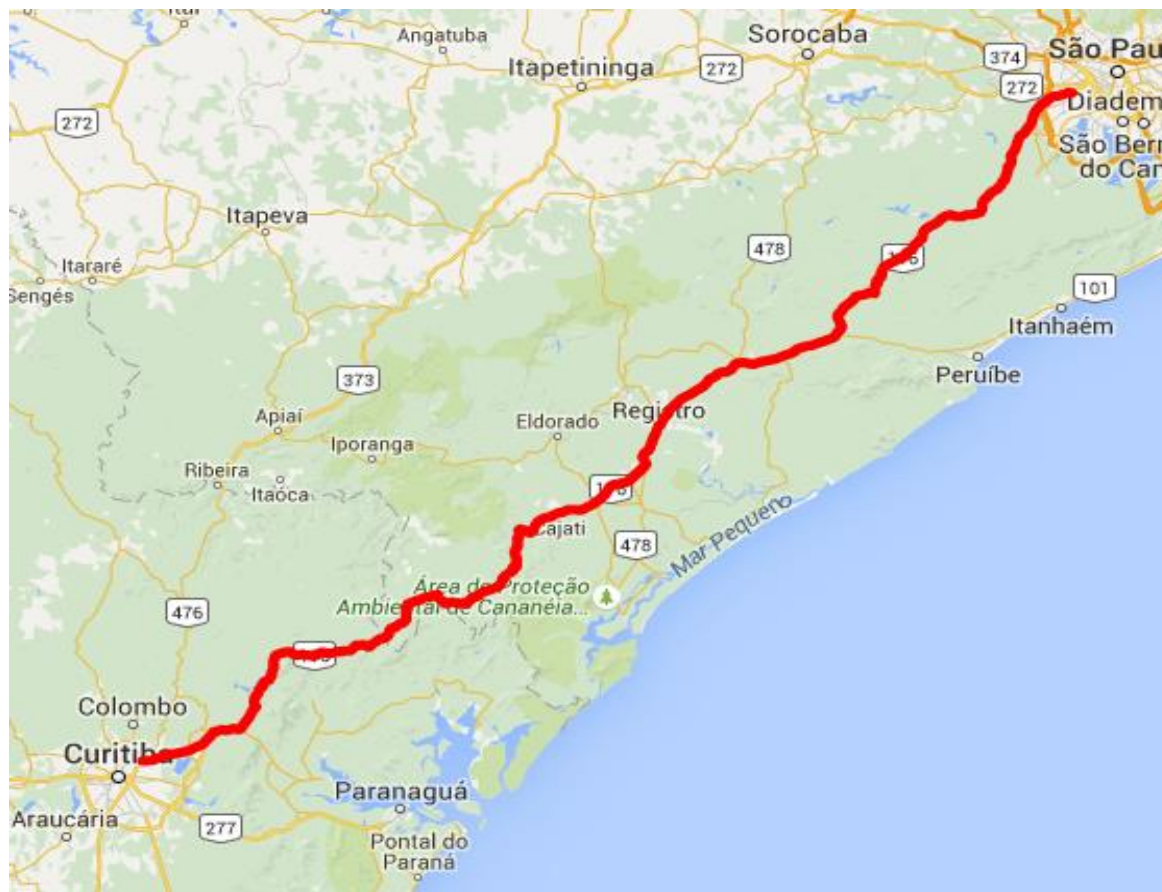 Angatuba
Sorocaba
São Pau
374
Itapetininga
272
272
Diadem
272
São Bern
do Can
Itapeva
478
Itararé
Sengés
101
Itanhaém
Peruíbe
373
Registro
Apiaí
Eldorado
Iporanga
Ribeira
Itaóca
Cajati
478
Mar Pequeno
Área de Proteção
Ambiental de Cananéia...
476
Colombo
Curitiba
Paranaguá
Araucária
277
Pontal do
Paraná